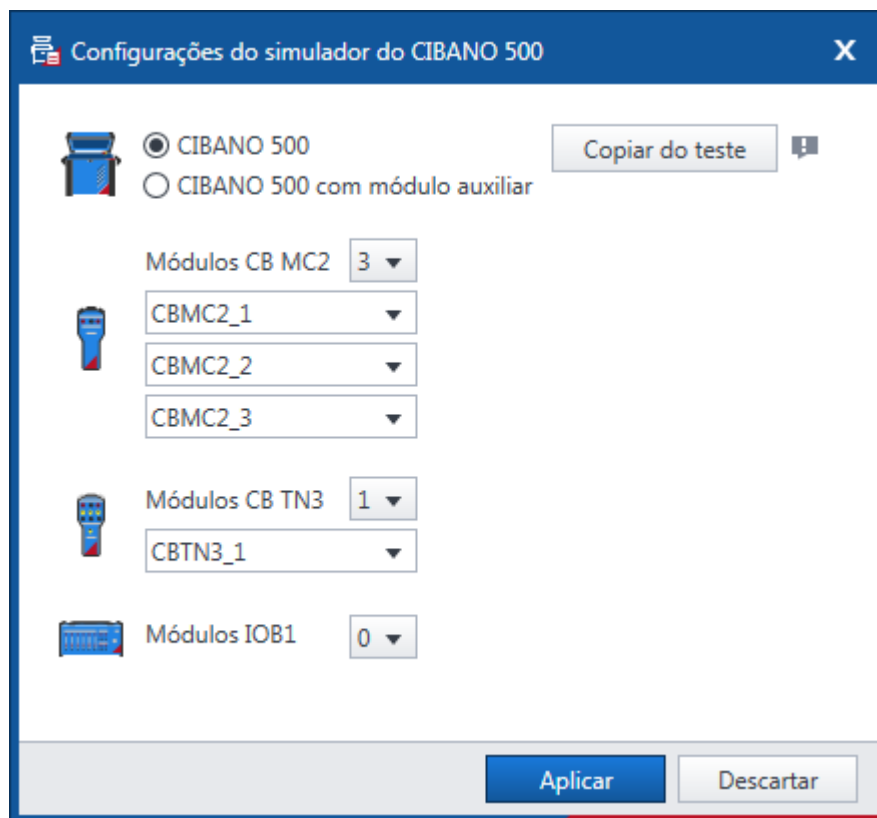 Configurações do simulador do CIBANO 500
X
CIBANO 500
Copiar do teste
CIBANO 500 com módulo auxiliar
Módulos CB MC2 3
CBMC2_1
CBMC2_2
CBMC2_3
Módulos CB TN3 1
CBTN3_1
Módulos IOB1 0
Aplicar
Descartar